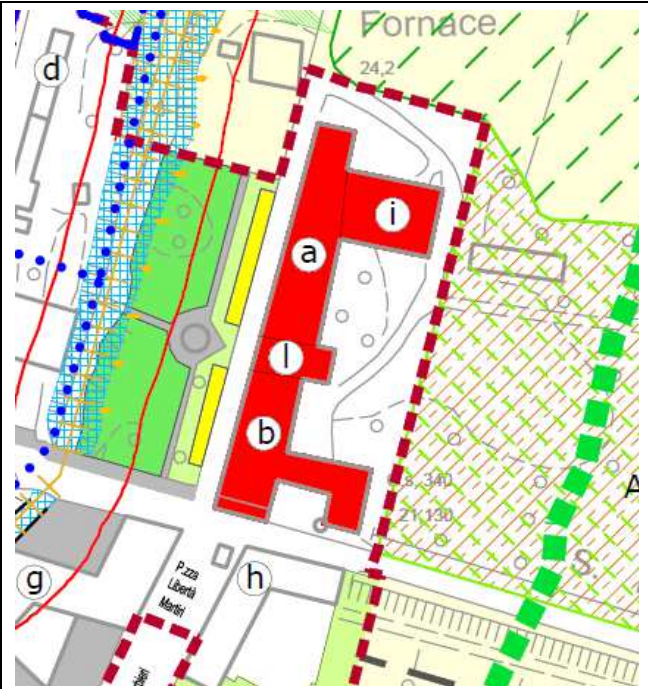 Fornace
24,2
d
i
a
l
b
s. 340
21,130
A
S.
g
h
P.zza
Libertà
Martiri